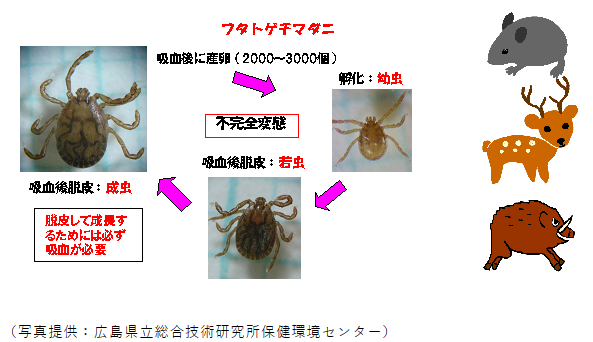 フタトゲチマダニ
吸血後に産卵(2000~3000個)
孵化:幼虫
不完全変態
吸血後脱皮:若虫
吸血後脱皮:成虫
脱皮して成長す
るためには必ず
吸血が必要
(写真提供:広島県立総合技術研究所保健環境センター)